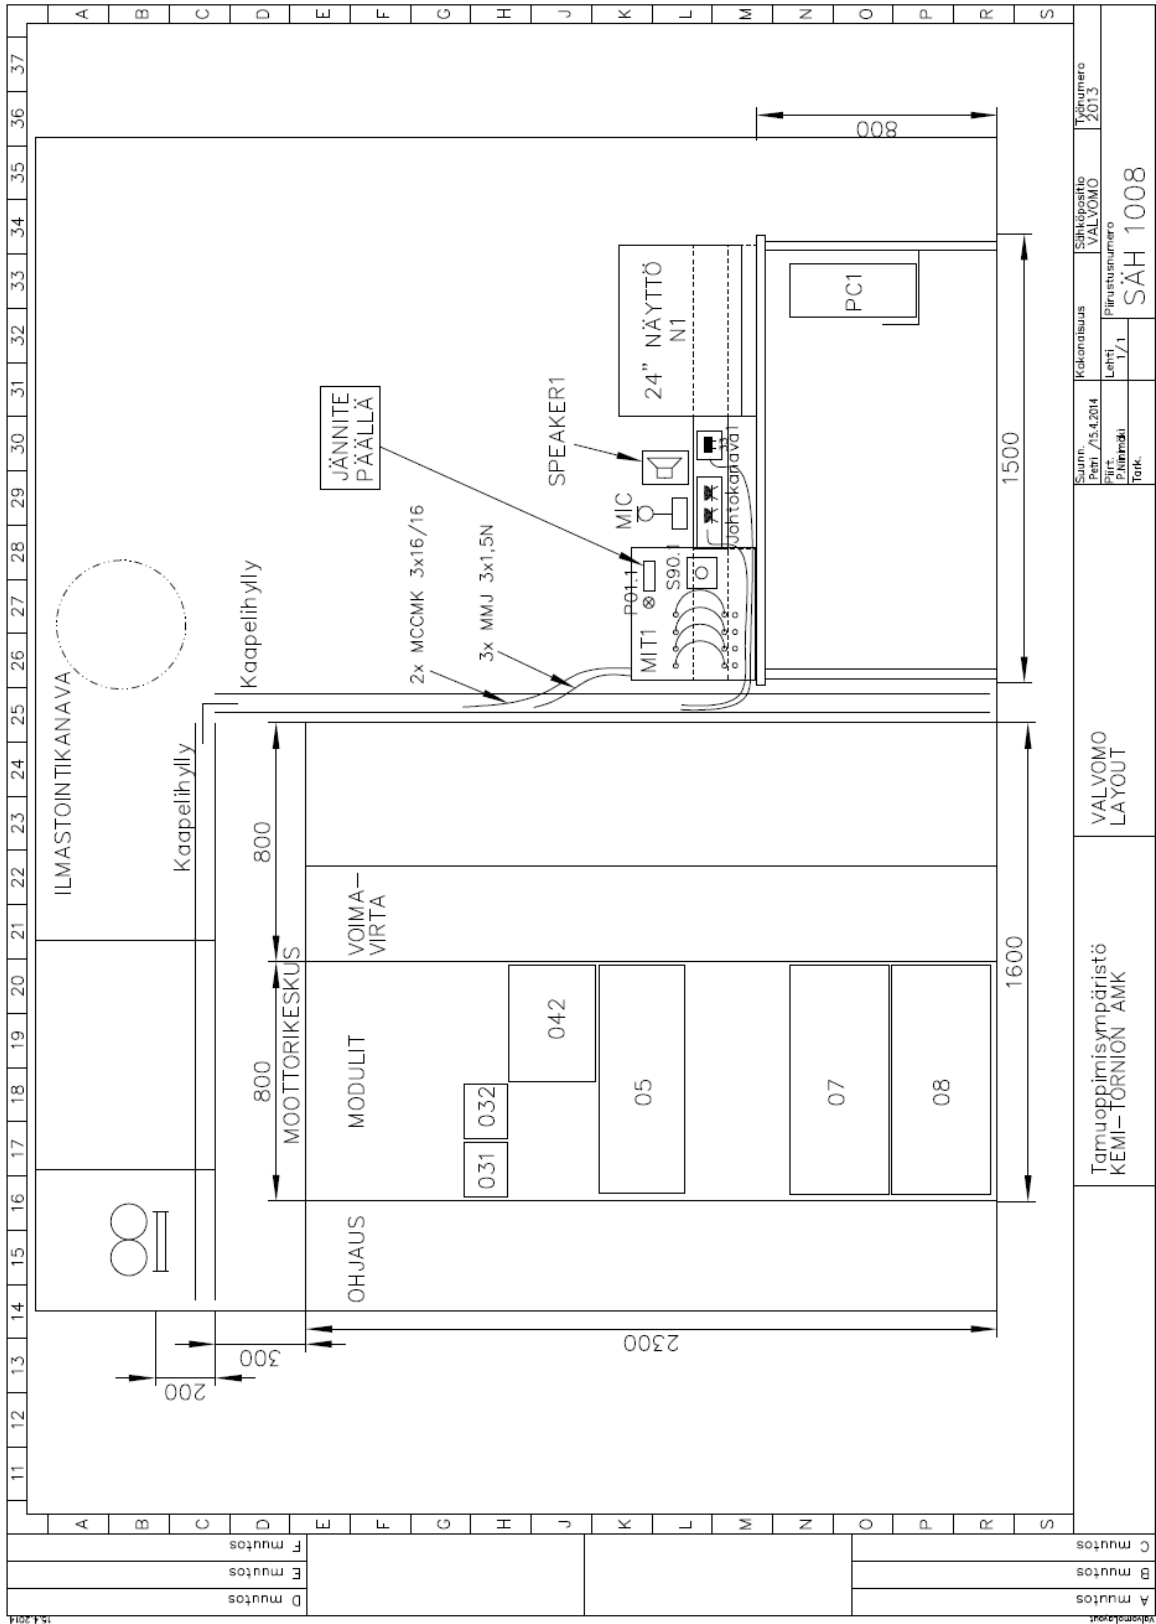 11 12 13 14 15 16 17 18 19 20 21 22 23 24 25 26 27 28 29 30 31 32 33 34 35 36 37
A
B
C
D
E
F
G
H
J
K
L
M
N
O
P
R
S
A
B
C
D
E
F
G
H
J
K
L
M
N
O
P
R
S
ILMASTOINTIKANAVA
Kaapelihylly
Kaapelihylly
200
300
2300
800
800
MOOTTORIKESKUS
OHJAUS
MODULIT
VOIMA-
VIRTA
031
032
042
05
07
08
1600
2x MCCMK 3x16/16
3x MMJ 3x1,5N
JÄNNITE
PÄÄLLÄ
SPEAKER1
MIC
P01.1
MIT1
S90.1
Johtokanava1
24" NÄYTTÖ
N1
PC1
800
1500
D muutos
E muutos
F muutos
A muutos
B muutos
C muutos
ValvomoLayout
15.4.2014
Tamuoppimisympäristö
KEMI-TORNION AMK
VALVOMO
LAYOUT
Suunn.
Petri /15.4.2014
Piirt.
P.Niinimäki
Tark.
Kokonaisuus
Sähköpositio
VALVOMO
Työnumero
2013
Lehti
1/1
Piirustusnumero
SÄH 1008